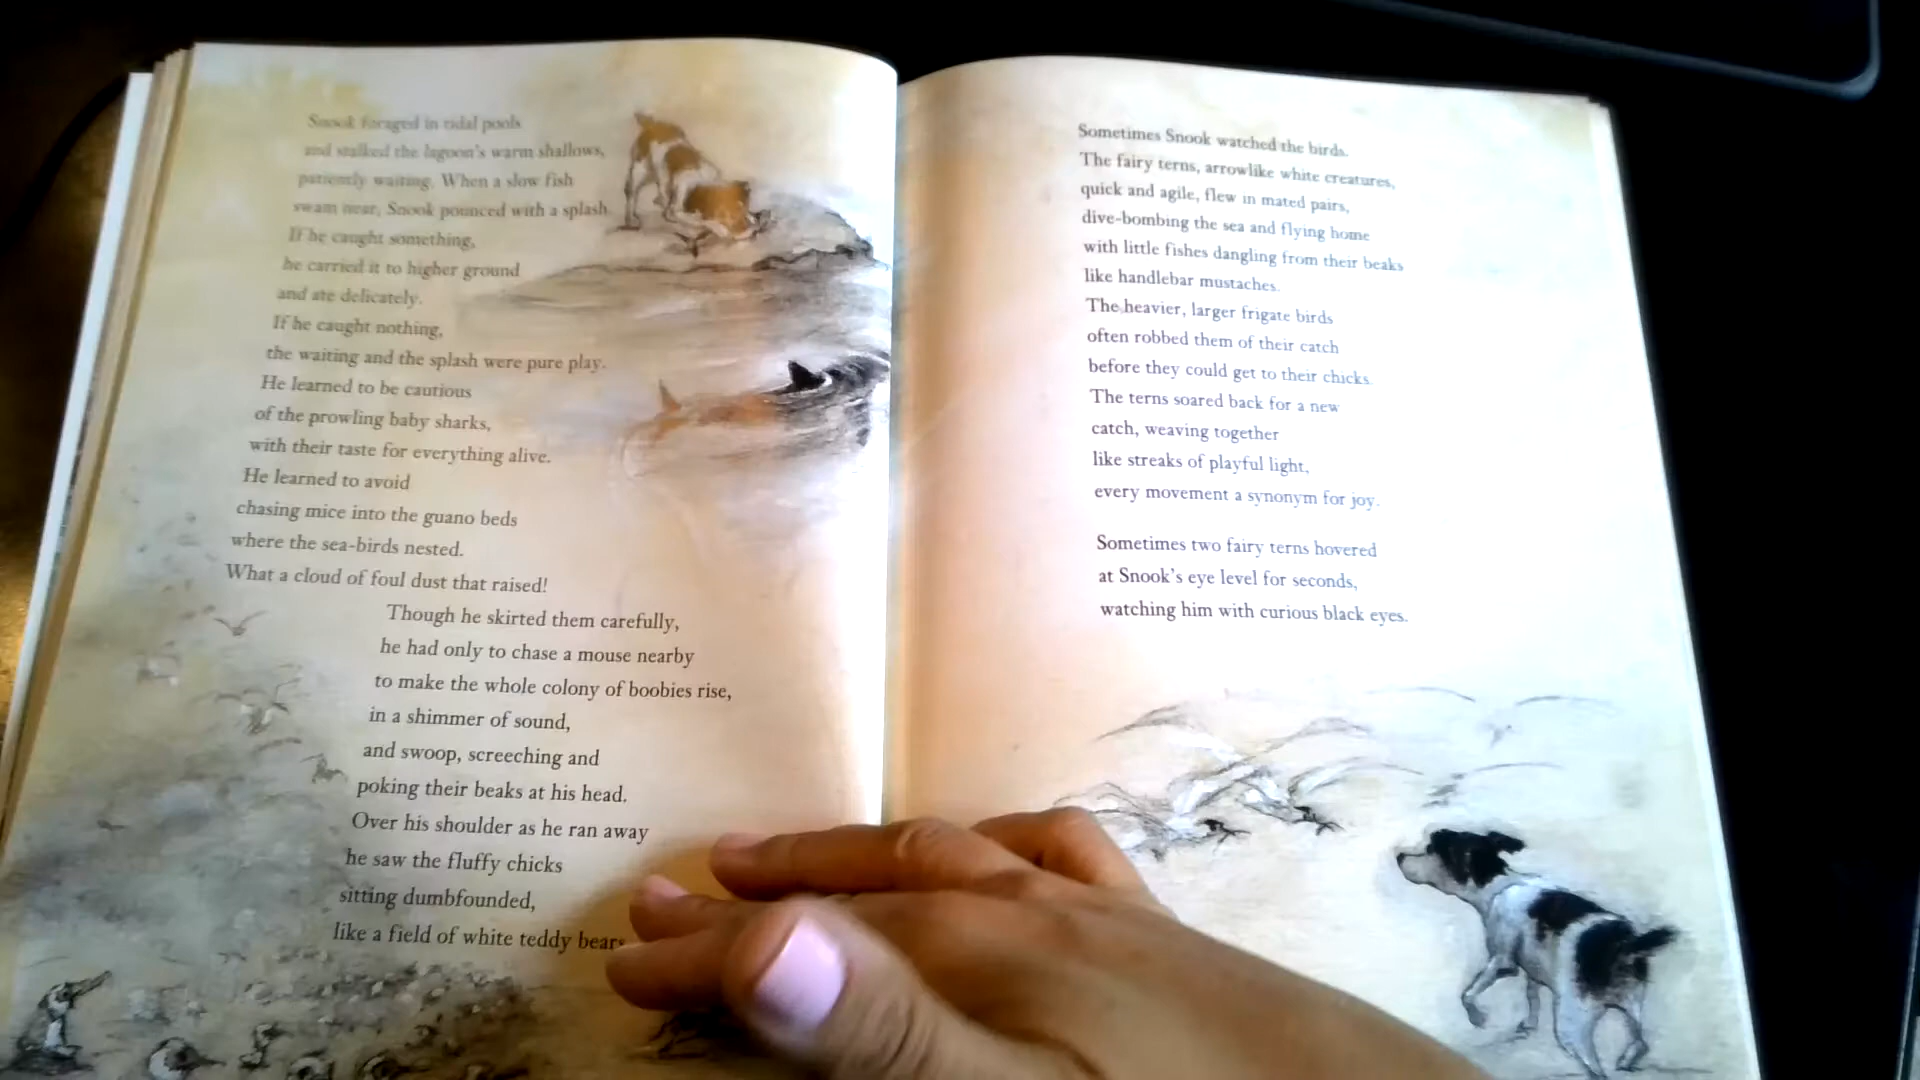 Snook foraged in tidal pools
and stalked the lagoon's warm shallows,
patiently waiting. When a slow fish
swam near, Snook pounced with a splash.
If he caught something,
he carried it to higher ground
and ate delicately.
If he caught nothing,
the waiting and the splash were pure play.
He learned to be cautious
of the prowling baby sharks,
with their taste for everything alive.
He learned to avoid
chasing mice into the guano beds
where the sea-birds nested.
What a cloud of foul dust that raised!
Though he skirted them carefully,
he had only to chase a mouse nearby
to make the whole colony of boobies rise,
in a shimmer of sound,
and swoop, screeching and
poking their beaks at his head.
Over his shoulder as he ran away
he saw the fluffy chicks
sitting dumbfounded,
like a field of white teddy bears
Sometimes Snook watched the birds.
The fairy terns, arrowlike white creatures,
quick and agile, flew in mated pairs,
dive-bombing the sea and flying home
with little fishes dangling from their beaks
like handlebar mustaches.
The heavier, larger frigate birds
often robbed them of their catch
before they could get to their chicks.
The terns soared back for a new
catch, weaving together
like streaks of playful light,
every movement a synonym for joy.
Sometimes two fairy terns hovered
at Snook's eye level for seconds,
watching him with curious black eyes.